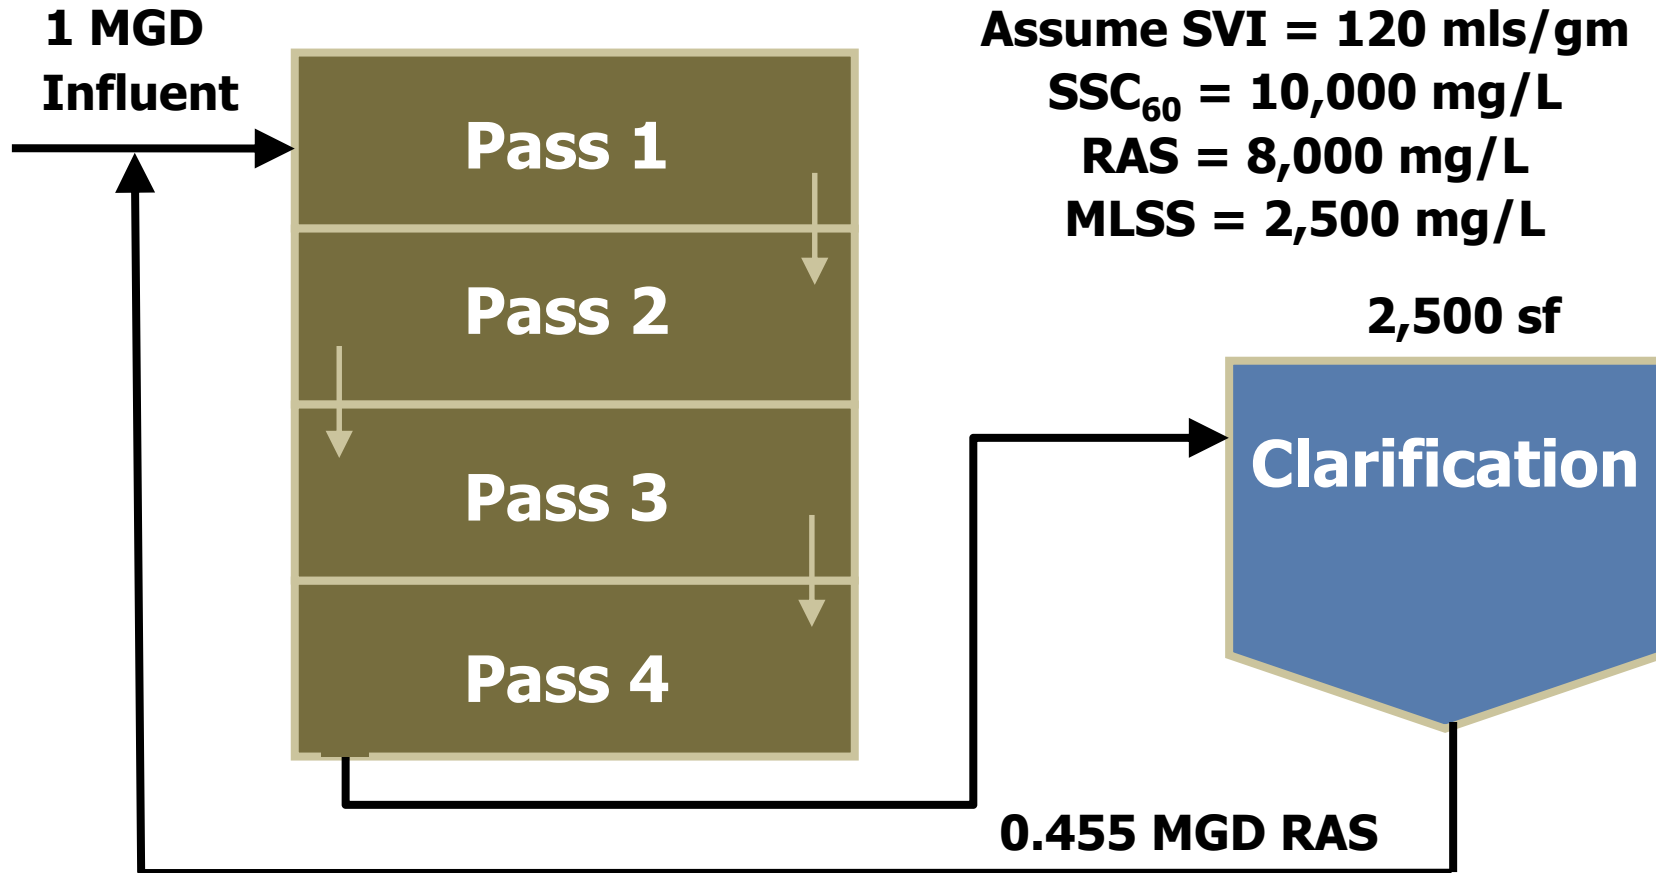 1 MGD
Influent
Assume SVI = 120 mls/gm
SSC₆₀ = 10,000 mg/L
RAS = 8,000 mg/L
MLSS = 2,500 mg/L
Pass 1
Pass 2
Pass 3
Pass 4
2,500 sf
Clarification
0.455 MGD RAS